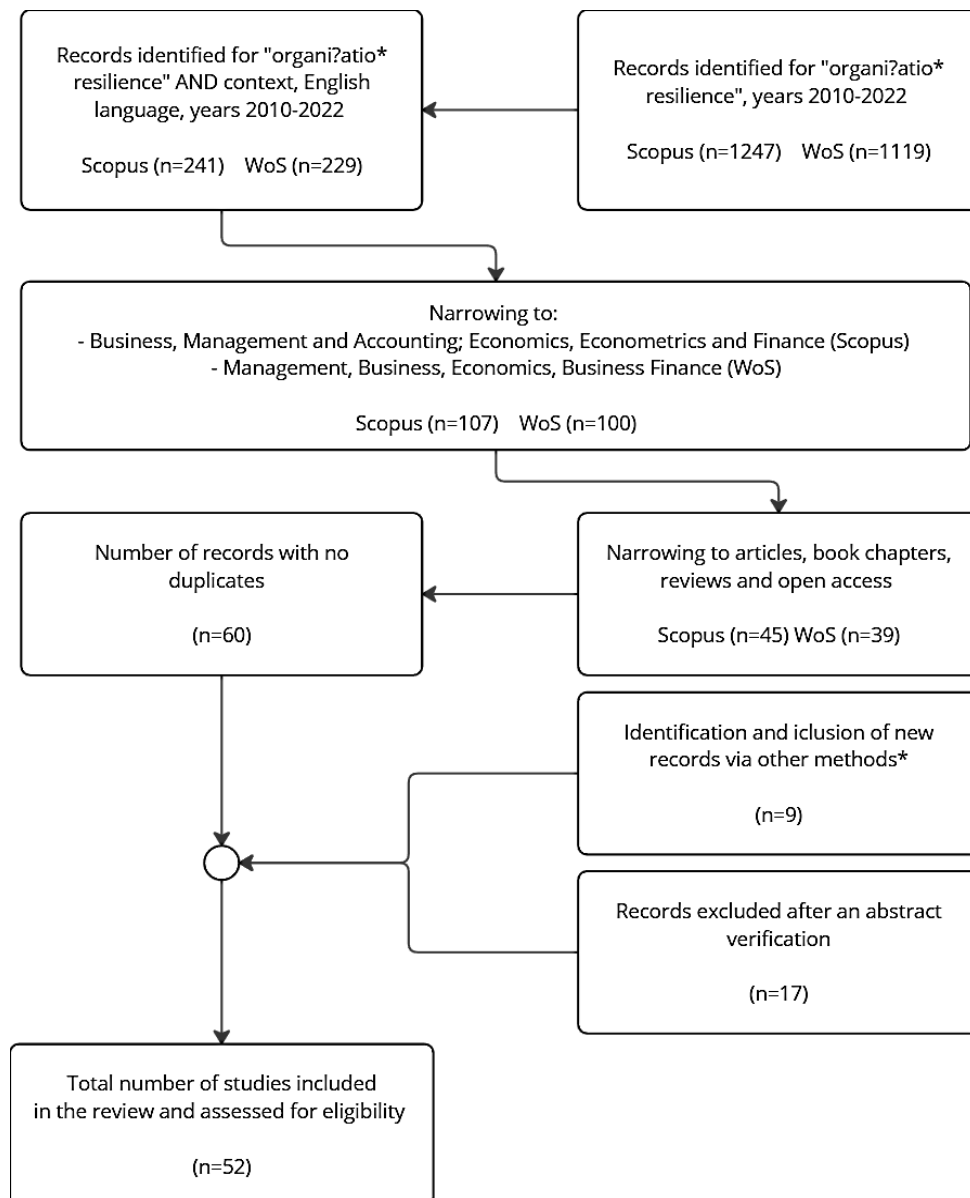 Records identified for "organi?atio*
resilience" AND context, English
language, years 2010-2022
Scopus (n=241) WoS (n=229)
Records identified for "organi?atio*
resilience", years 2010-2022
Scopus (n=1247) WoS (n=1119)
Narrowing to:
- Business, Management and Accounting; Economics, Econometrics and Finance (Scopus)
- Management, Business, Economics, Business Finance (WoS)
Scopus (n=107) WoS (n=100)
Number of records with no
duplicates
(n=60)
Narrowing to articles, book chapters,
reviews and open access
Scopus (n=45) WoS (n=39)
Identification and iclusion of new
records via other methods*
(n=9)
Records excluded after an abstract
verification
(n=17)
Total number of studies included
in the review and assessed for eligibility
(n=52)